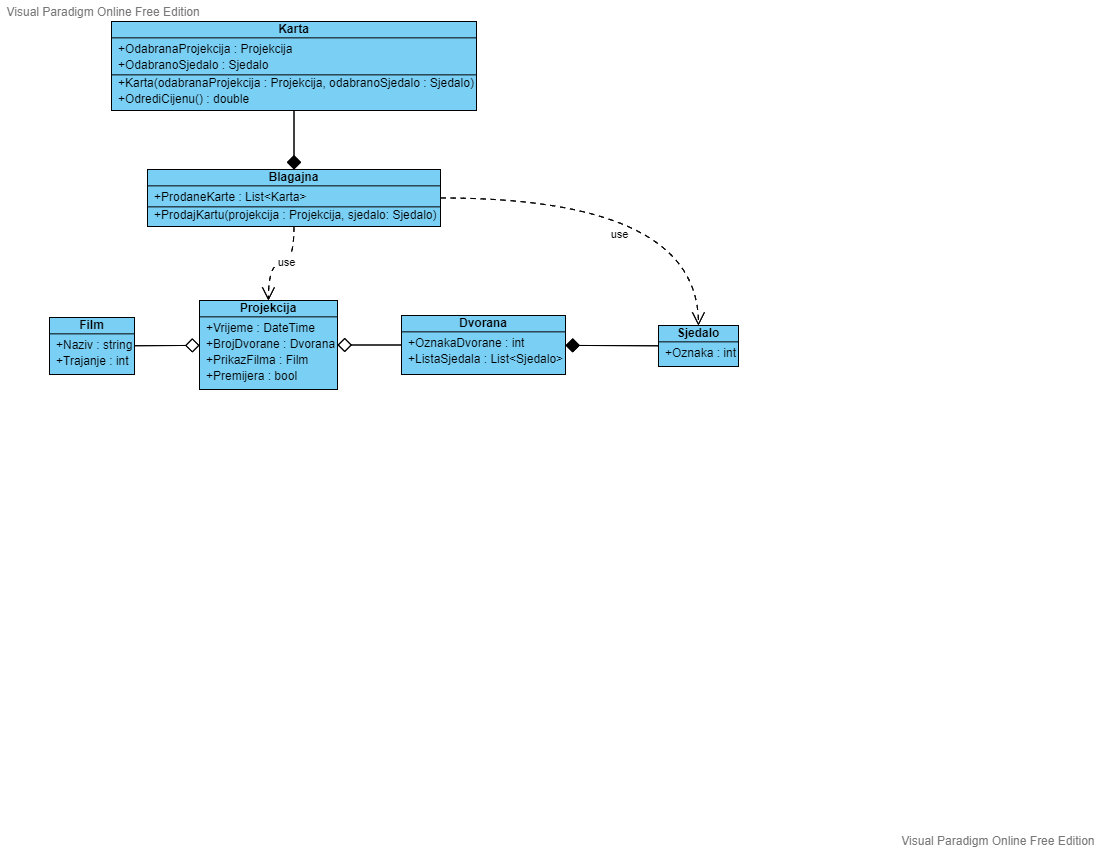 Visual Paradigm Online Free Edition
Karta
+OdabranaProjekcija : Projekcija
+OdabranoSjedalo : Sjedalo
+Karta(odabranaProjekcija : Projekcija, odabranoSjedalo : Sjedalo)
+OdrediCijenu() : double
Blagajna
+ProdaneKarte : List<Karta>
+ProdajKartu(projekcija : Projekcija, sjedalo: Sjedalo)
use
use
Film
+Naziv : string
+Trajanje : int
Projekcija
+Vrijeme : DateTime
+BrojDvorane : Dvorana
+PrikazFilma : Film
+Premijera : bool
Dvorana
+OznakaDvorane : int
+ListaSjedala : List<Sjedalo>
Sjedalo
+Oznaka : int
Visual Paradigm Online Free Edition